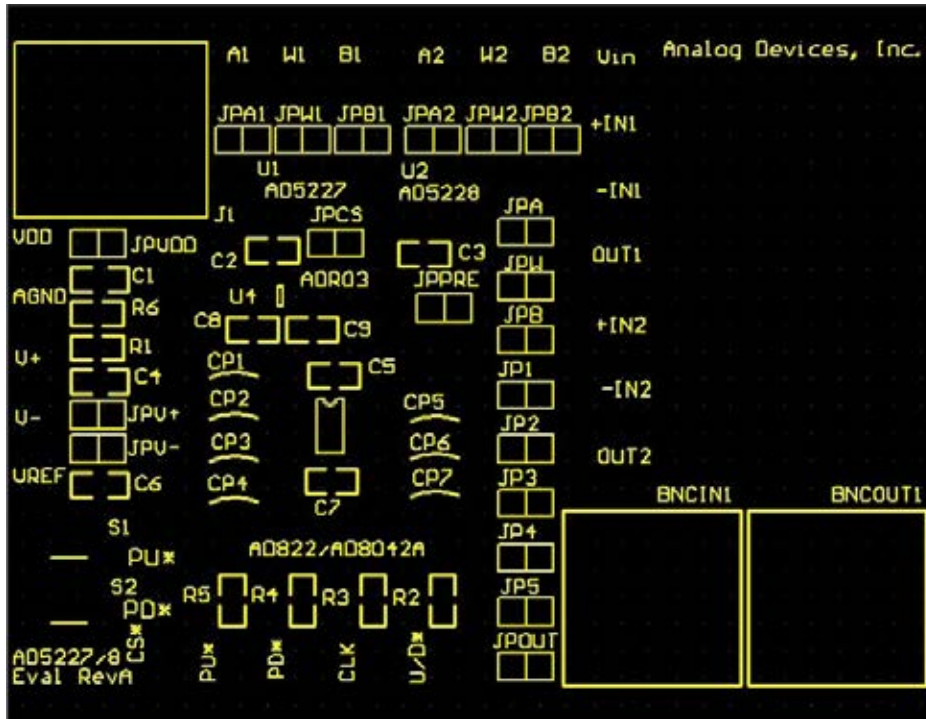 A1 W1 B1 A2 W2 B2 Vin Analog Devices, Inc.
JPA1 JPW1 JPB1 JPA2 JPW2 JPB2 +IN1
U1 U2
AD5227 AD5228 -IN1
J1 JPCS JPA
VDD JPVDD C2 C3 OUT1
AGND C1 ADR03 JPPRE JPW
R6 U4
C8 C9 JPB +IN2
V+ R1 CP1 C5 JP1
C4 CP2 CP5 -IN2
V- JPV+ JP2
JPV- CP3 CP6 OUT2
VREF C6 CP4 C7 CP7 JP3 BNCIN1 BNCOUT1
S1 JP4
PU* AD822/AD8042A
S2 R5 R4 R3 R2 JP5
PD*
CS* PU* PD* CLK U/D* JPOUT
AD5227/8
Eval RevA